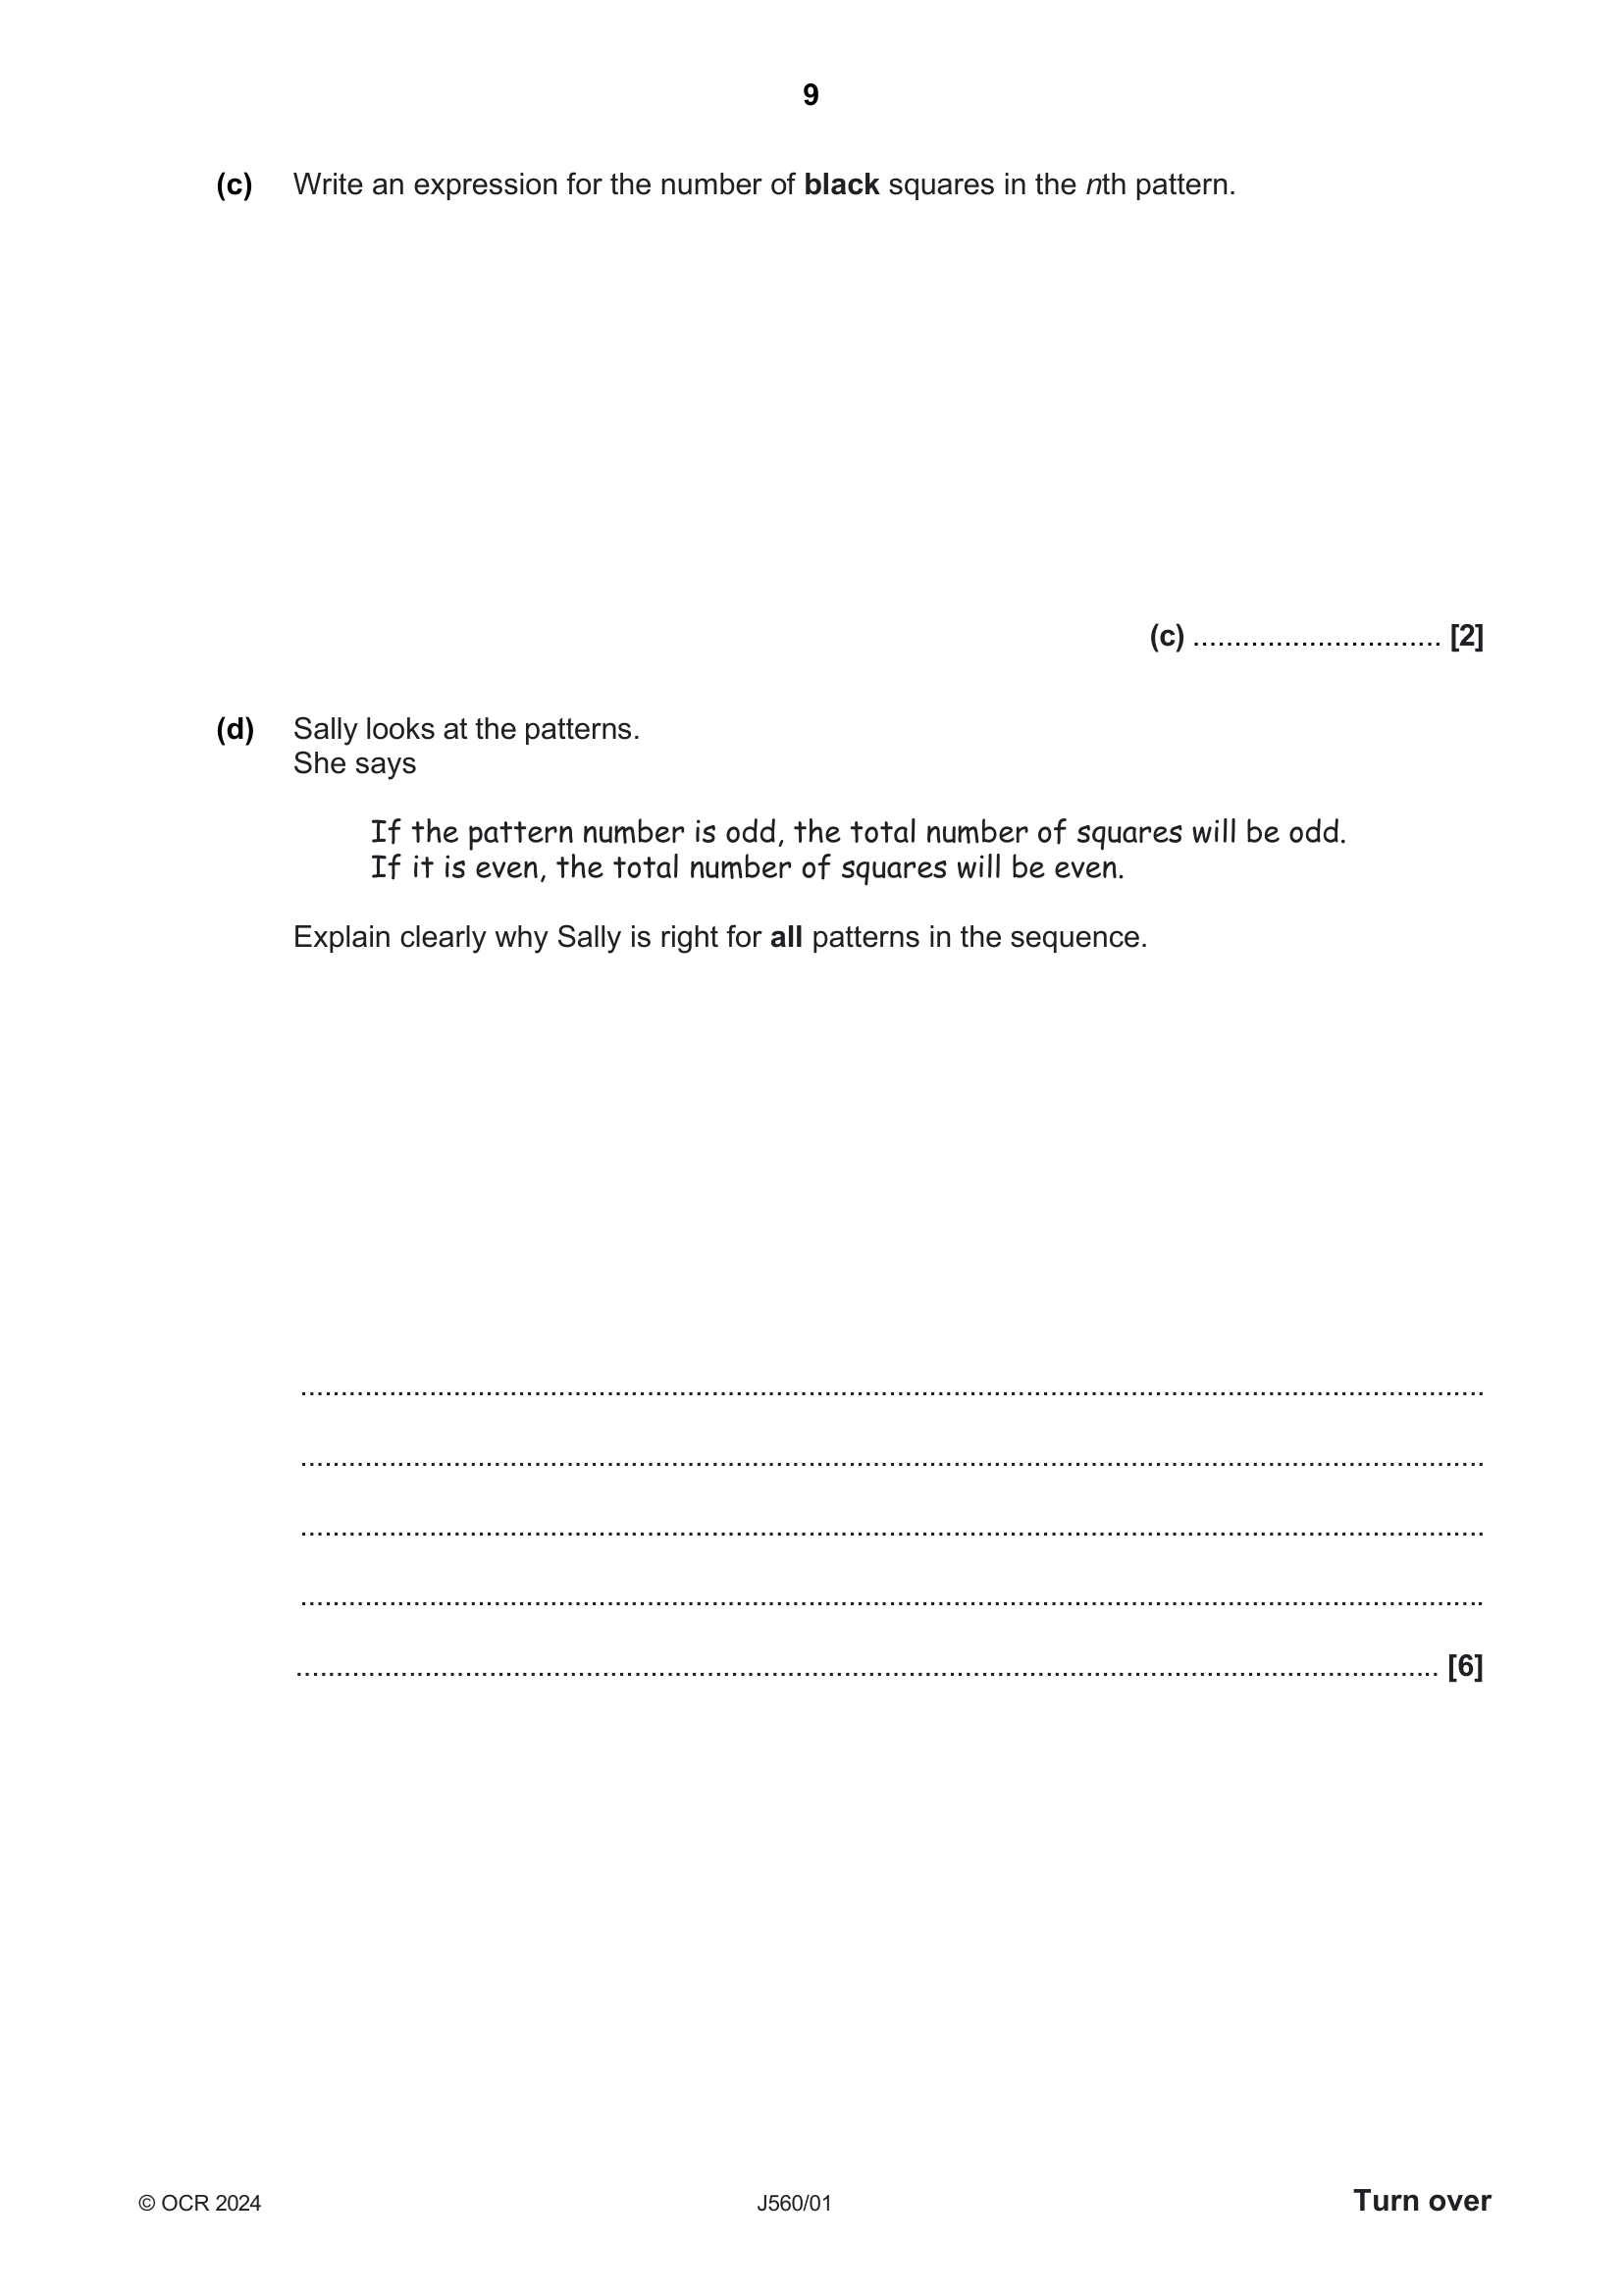 9
(c) Write an expression for the number of black squares in the nth pattern.
(c) .............................. [2]
(d) Sally looks at the patterns.
She says
If the pattern number is odd, the total number of squares will be odd.
If it is even, the total number of squares will be even.
Explain clearly why Sally is right for all patterns in the sequence.
[6]
© OCR 2024 J560/01 Turn over